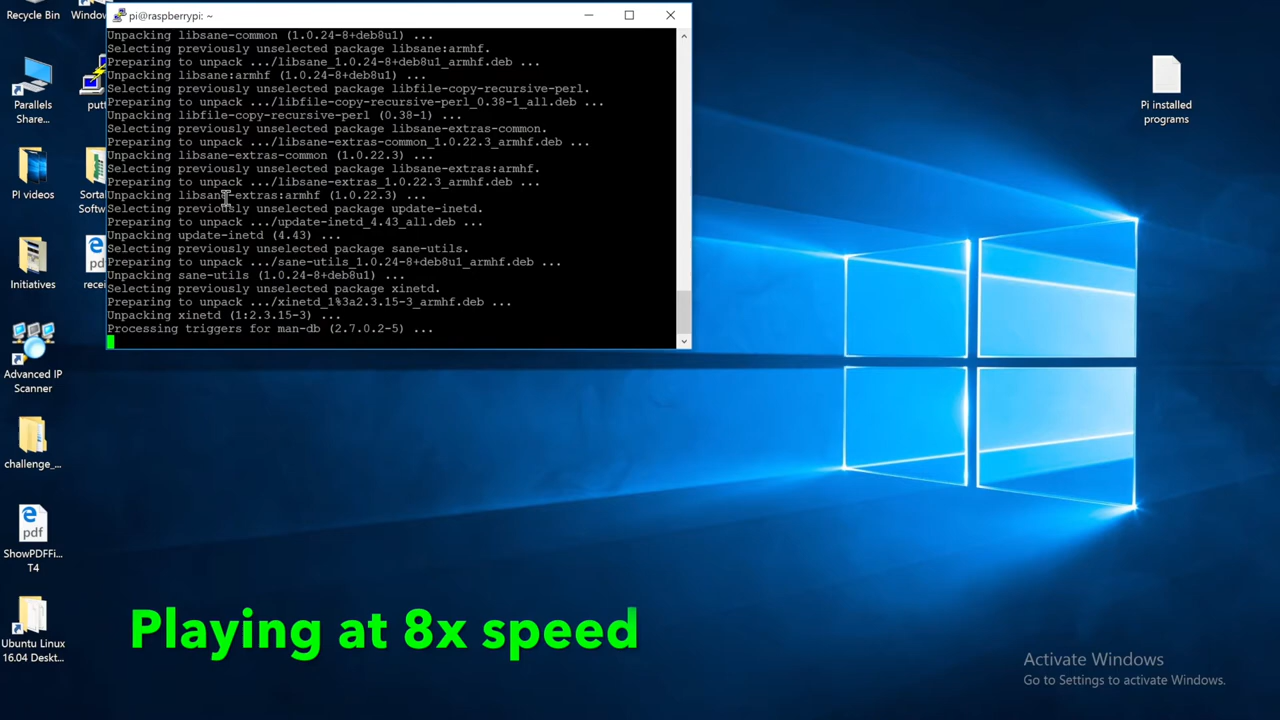 Recycle Bin
Window
pi@raspberrypi: ~
Unpacking libsane-common (1.0.24-8+deb8u1) ...
Selecting previously unselected package libsane:armhf.
Preparing to unpack .../libsane_1.0.24-8+deb8u1_armhf.deb ...
Unpacking libsane:armhf (1.0.24-8+deb8u1) ...
Selecting previously unselected package libfile-copy-recursive-perl.
Preparing to unpack .../libfile-copy-recursive-perl_0.38-1_all.deb ...
Unpacking libfile-copy-recursive-perl (0.38-1) ...
Selecting previously unselected package libsane-extras-common.
Preparing to unpack .../libsane-extras-common_1.0.22.3_armhf.deb ...
Unpacking libsane-extras-common (1.0.22.3) ...
Selecting previously unselected package libsane-extras:armhf.
Preparing to unpack .../libsane-extras_1.0.22.3_armhf.deb ...
Unpacking libsane-extras:armhf (1.0.22.3) ...
Selecting previously unselected package update-inetd.
Preparing to unpack .../update-inetd_4.43_all.deb ...
Unpacking update-inetd (4.43) ...
Selecting previously unselected package sane-utils.
Preparing to unpack .../sane-utils_1.0.24-8+deb8u1_armhf.deb ...
Unpacking sane-utils (1.0.24-8+deb8u1) ...
Selecting previously unselected package xinetd.
Preparing to unpack .../xinetd_1%3a2.3.15-3_armhf.deb ...
Unpacking xinetd (1:2.3.15-3) ...
Processing triggers for man-db (2.7.0.2-5) ...
Parallels
Share...
putt
PI videos
Sortal
Softw
Initiatives
pdf
rece
Advanced IP
Scanner
challenge_...
pdf
ShowPDFFi...
T4
Ubuntu Linux
16.04 Deskt...
Pi installed
programs
Playing at 8x speed
Activate Windows
Go to Settings to activate Windows.